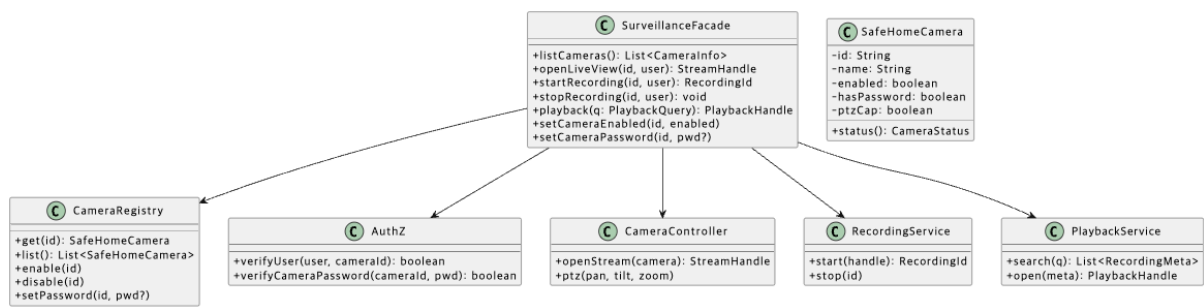 C SurveillanceFacade
+listCameras(): List<CameraInfo>
+openLiveView(id, user): StreamHandle
+startRecording(id, user): RecordingId
+stopRecording(id, user): void
+playback(q: PlaybackQuery): PlaybackHandle
+setCameraEnabled(id, enabled)
+setCameraPassword(id, pwd?)
C SafeHomeCamera
-id: String
-name: String
-enabled: boolean
-hasPassword: boolean
-ptzCap: boolean
+status(): CameraStatus
C CameraRegistry
+get(id): SafeHomeCamera
+list(): List<SafeHomeCamera>
+enable(id)
+disable(id)
+setPassword(id, pwd?)
C AuthZ
+verifyUser(user, cameraId): boolean
+verifyCameraPassword(cameraId, pwd): boolean
C CameraController
+openStream(camera): StreamHandle
+ptz(pan, tilt, zoom)
C RecordingService
+start(handle): RecordingId
+stop(id)
C PlaybackService
+search(q): List<RecordingMeta>
+open(meta): PlaybackHandle